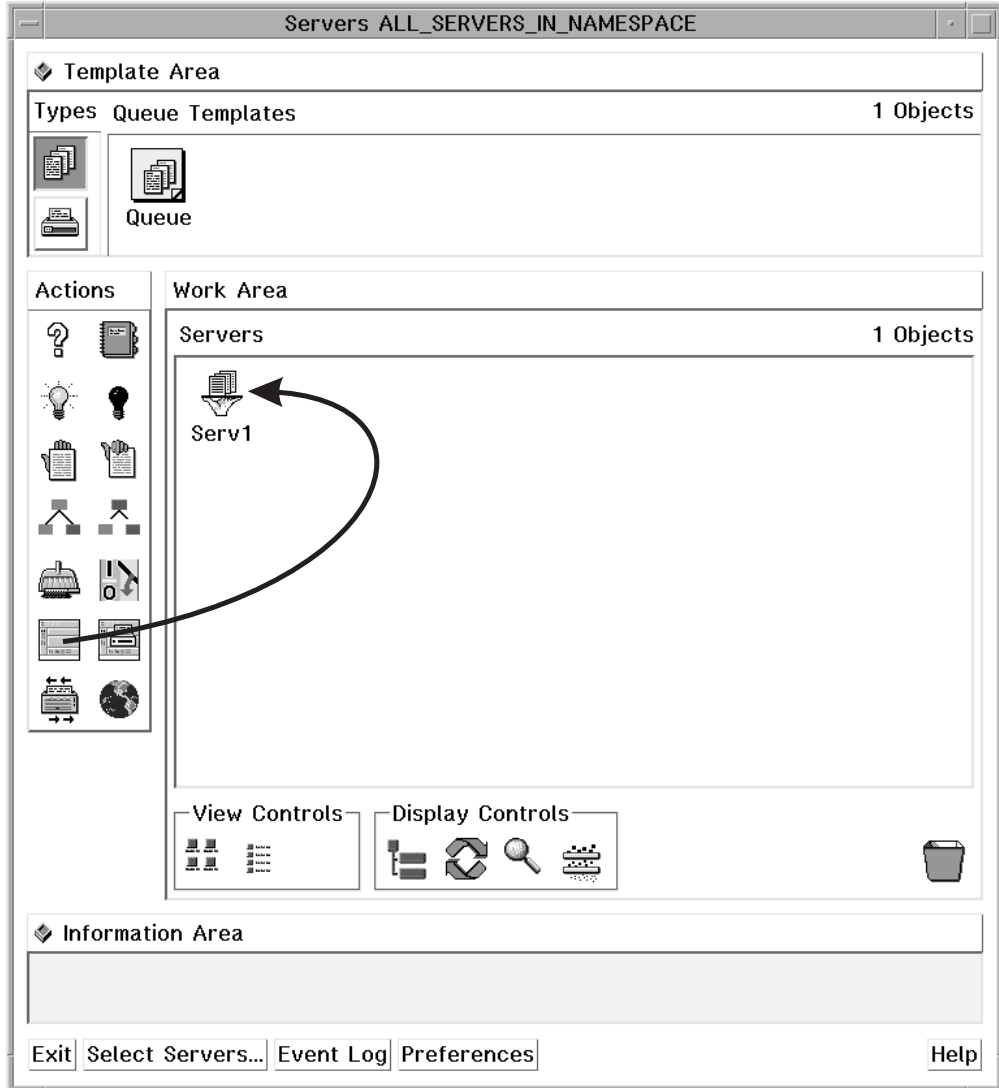 Servers ALL_SERVERS_IN_NAMESPACE
Template Area
Types
Queue Templates
1 Objects
Queue
Actions
Work Area
Servers
1 Objects
Serv1
View Controls
Display Controls
Information Area
Exit
Select Servers...
Event Log
Preferences
Help